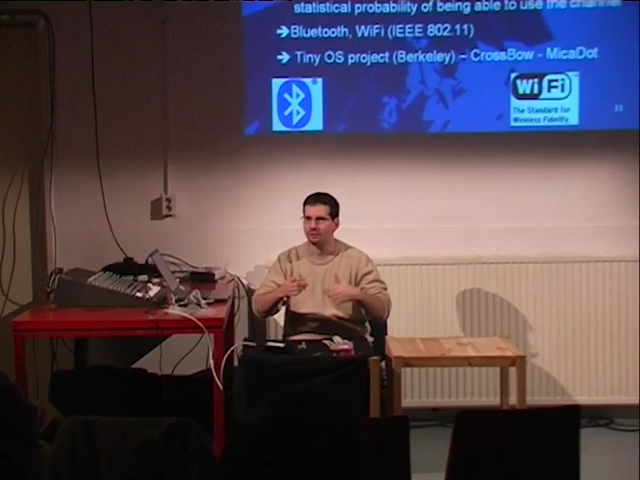 statistical probability of being able to use the channel
➔Bluetooth, WiFi (IEEE 802.11)
➔ Tiny OS project (Berkeley) – CrossBow - MicaDot
Wi Fi
The Standard for
Wireless Fidelity.